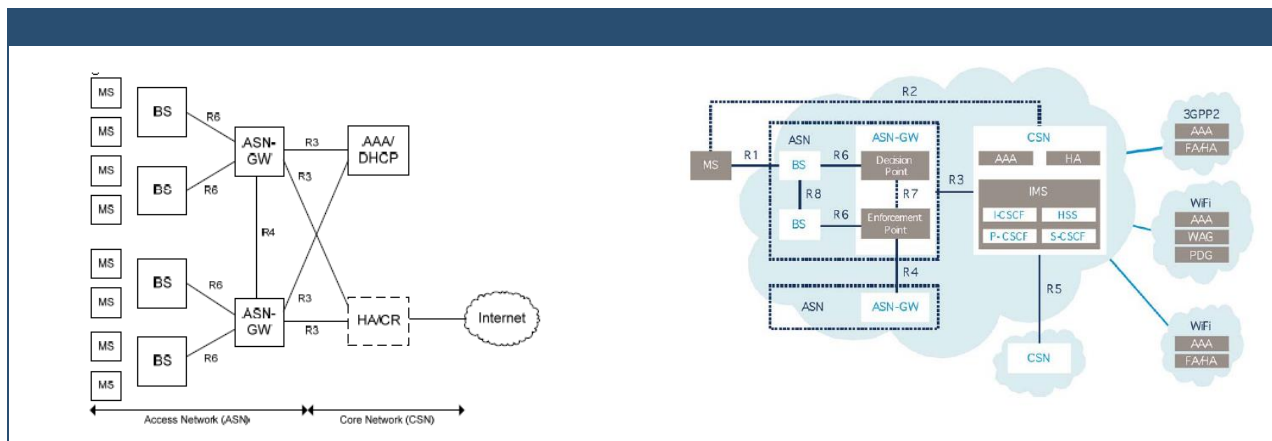 MS
MS
MS
MS
MS
MS
MS
MS
BS
BS
BS
BS
R6
R6
R6
R6
ASN-
GW
ASN-
GW
R4
R3
R3
R3
R3
AAA/
DHCP
HA/CR
Internet
Access Network (ASN)
Core Network (CSN)
R2
MS
R1
ASN
BS
R8
BS
R6
R6
ASN-GW
Decision
Point
R7
Enforcement
Point
R4
ASN
ASN-GW
R3
CSN
AAA
HA
IMS
I-CSCF
HSS
P-CSCF
S-CSCF
R5
CSN
3GPP2
AAA
FA/HA
WiFi
AAA
WAG
PDG
WiFi
AAA
FA/HA